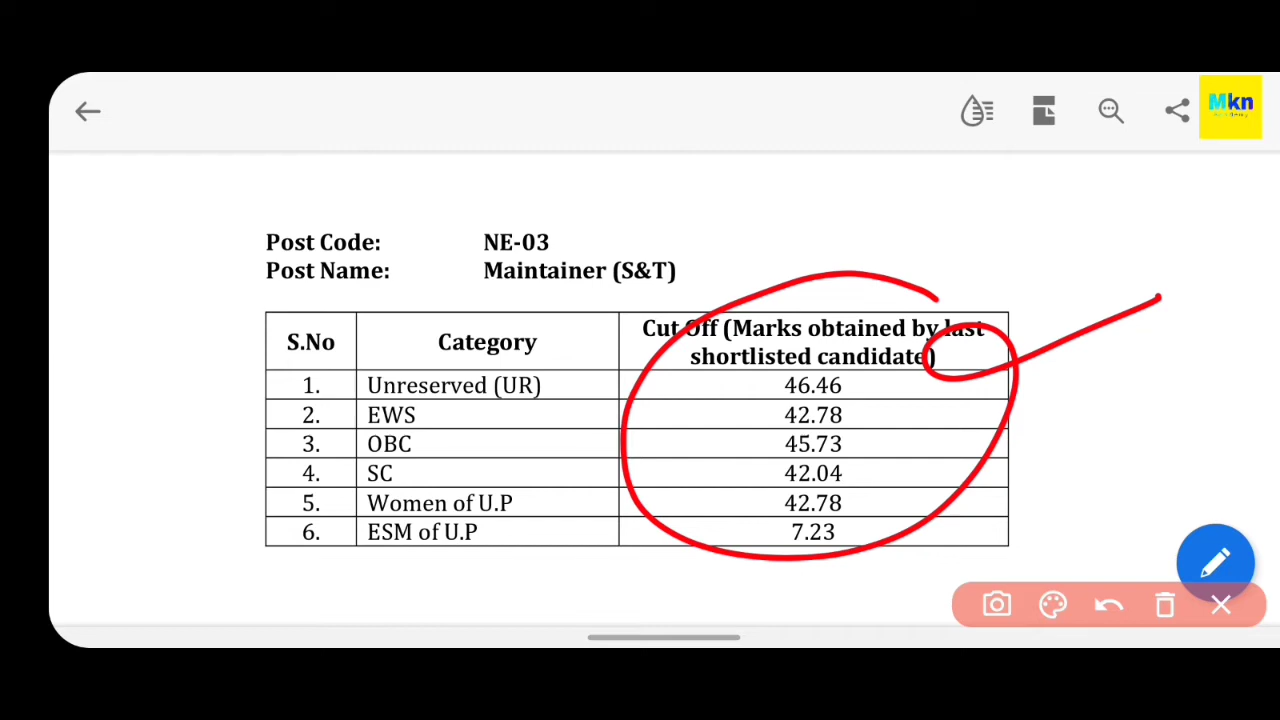 Mkn
Post Code: NE-03
Post Name: Maintainer (S&T)
S.No Category Cut Off (Marks obtained by last shortlisted candidate)
1. Unreserved (UR) 46.46
2. EWS 42.78
3. OBC 45.73
4. SC 42.04
5. Women of U.P 42.78
6. ESM of U.P 7.23